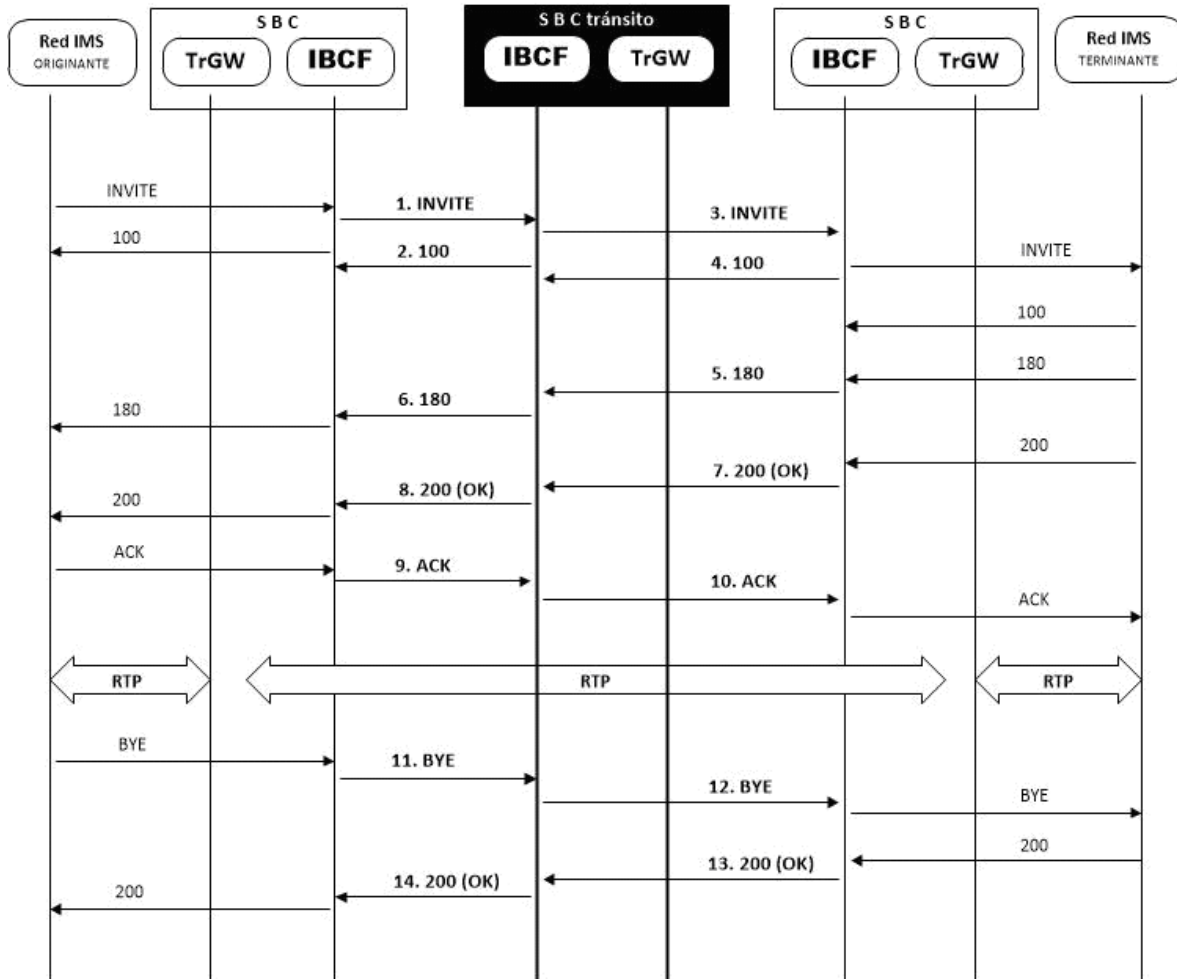 Red IMS
ORIGINANTE
S B C
TrGW
IBCF
S B C tránsito
IBCF
TrGW
S B C
IBCF
TrGW
Red IMS
TERMINANTE
INVITE
1. INVITE
3. INVITE
100
2. 100
4. 100
INVITE
100
180
5. 180
6. 180
180
200
7. 200 (OK)
8. 200 (OK)
200
ACK
9. ACK
10. ACK
ACK
RTP
RTP
RTP
BYE
11. BYE
12. BYE
BYE
200
13. 200 (OK)
14. 200 (OK)
200